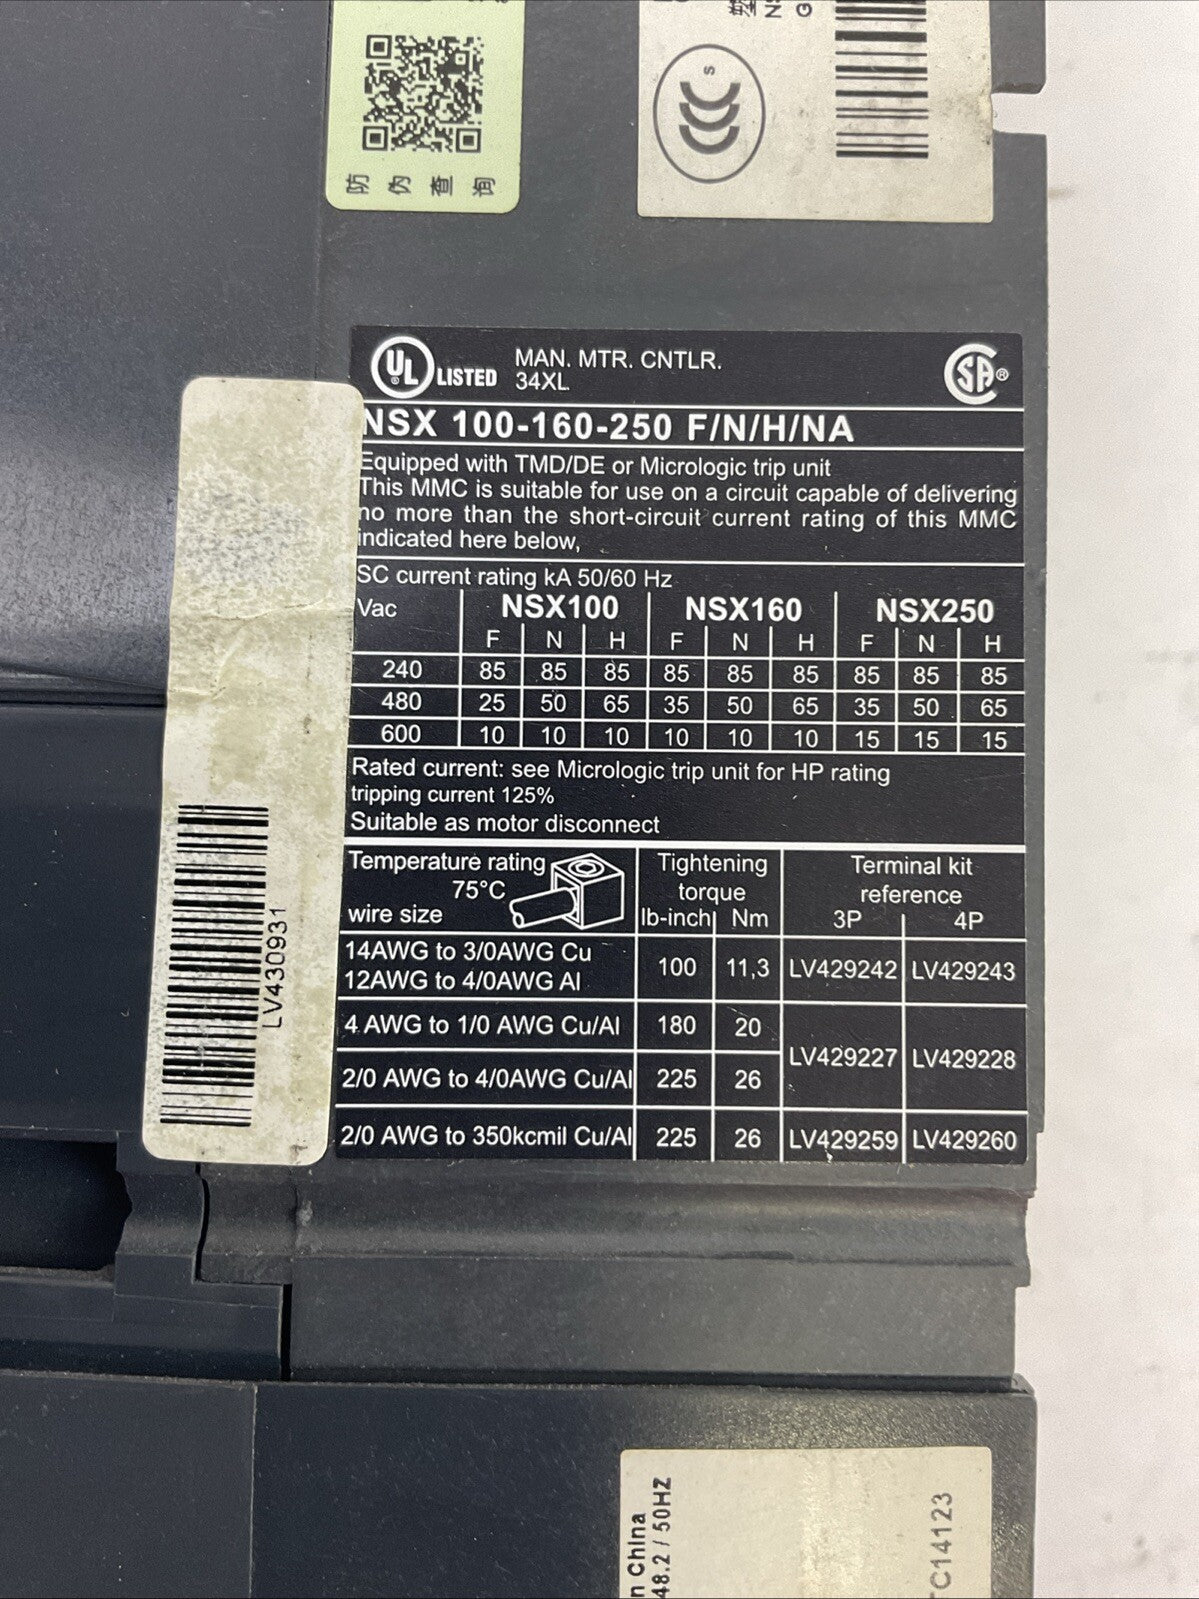 防伪查询
S
UL LISTED
MAN. MTR. CNTLR.
34XL
SA
NSX 100-160-250 F/N/H/NA
Equipped with TMD/DE or Micrologic trip unit
This MMC is suitable for use on a circuit capable of delivering
no more than the short-circuit current rating of this MMC
indicated here below,
SC current rating kA 50/60 Hz
Vac NSX100 NSX160 NSX250
F N H F N H F N H
240 85 85 85 85 85 85 85 85 85
480 25 50 65 35 50 65 35 50 65
600 10 10 10 10 10 10 15 15 15
Rated current: see Micrologic trip unit for HP rating
tripping current 125%
Suitable as motor disconnect
Temperature rating Tightening Terminal kit
75°C torque reference
wire size lb-inch Nm 3P 4P
14AWG to 3/0AWG Cu
12AWG to 4/0AWG Al
100 11,3 LV429242 LV429243
4 AWG to 1/0 AWG Cu/Al 180 20
LV429227 LV429228
2/0 AWG to 4/0AWG Cu/Al 225 26
2/0 AWG to 350kcmil Cu/Al 225 26 LV429259 LV429260
LV430931
n China
48.2 / 50HZ
TC14123